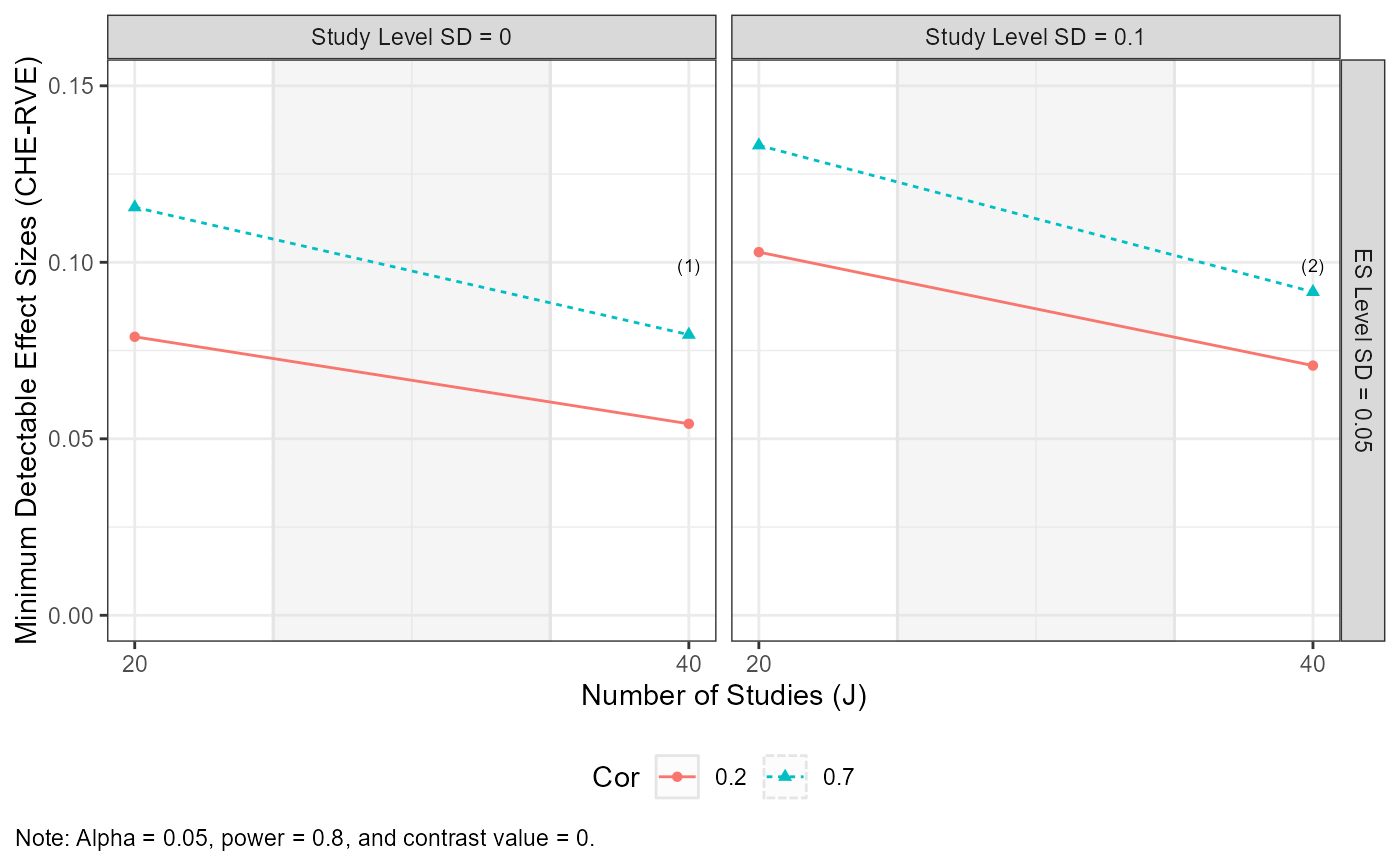 Study Level SD = 0
Study Level SD = 0.1
Minimum Detectable Effect Sizes (CHE-RVE)
0.15
0.10
0.05
0.00
(1)
(2)
ES Level SD = 0.05
20
40
20
40
Number of Studies (J)
Cor 0.2 0.7
Note: Alpha = 0.05, power = 0.8, and contrast value = 0.